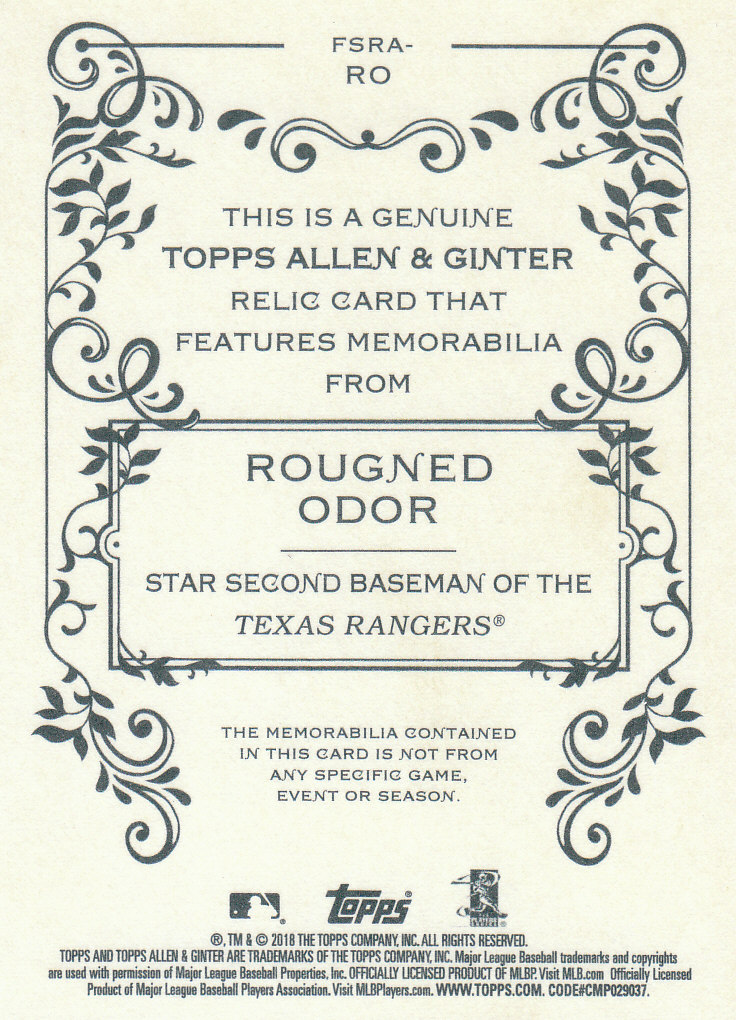 FSRA-
RO
THIS IS A GENUINE
TOPPS ALLEN & GINTER
RELIC CARD THAT
FEATURES MEMORABILIA
FROM
ROUGNED
ODOR
STAR SECOND BASEMAN OF THE
TEXAS RANGERS®
THE MEMORABILIA CONTAINED
IN THIS CARD IS NOT FROM
ANY SPECIFIC GAME,
EVENT OR SEASON.
Topps®
®, TM & © 2018 THE TOPPS COMPANY, INC. ALL RIGHTS RESERVED.
TOPPS AND TOPPS ALLEN & GINTER ARE TRADEMARKS OF THE TOPPS COMPANY, INC. Major League Baseball trademarks and copyrights
are used with permission of Major League Baseball Properties, Inc. OFFICIALLY LICENSED PRODUCT OF MLBP. Visit MLB.com Officially Licensed
Product of Major League Baseball Players Association. Visit MLBPlayers.com. WWW.TOPPS.COM. CODE#CMP029037.